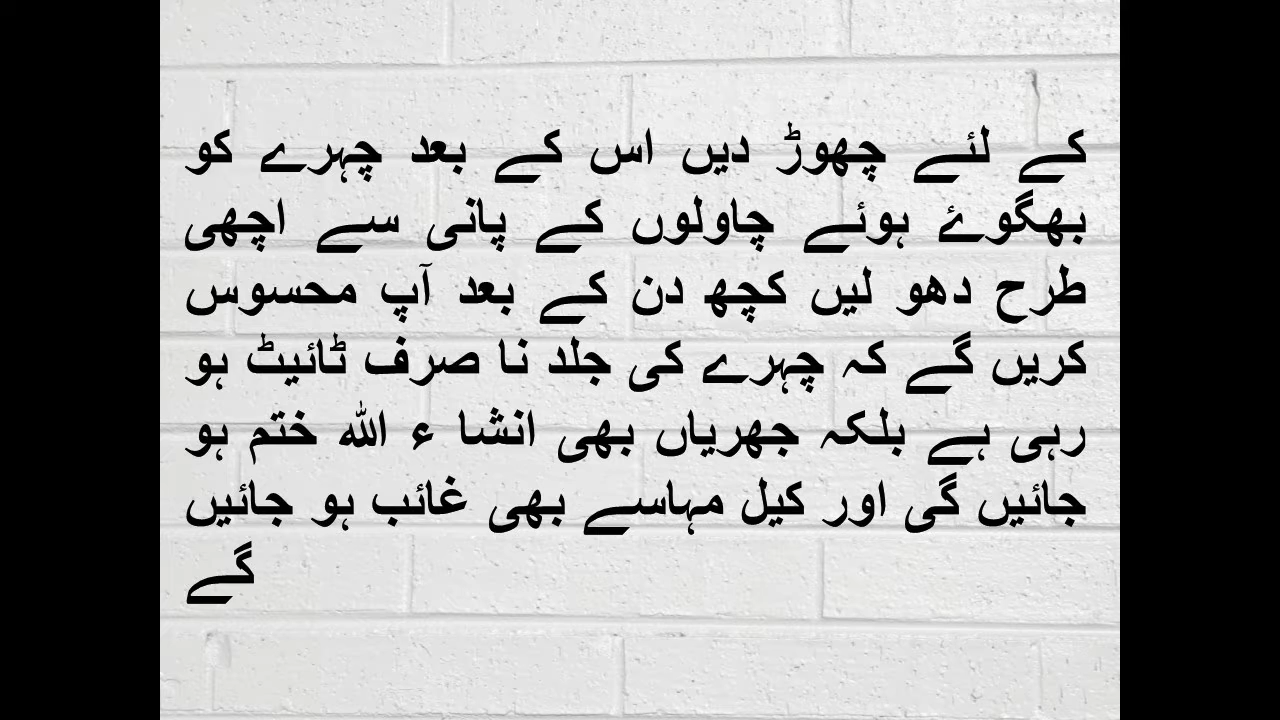 کے لئے چھوڑ دیں اس کے بعد چہرے کو
بھگوۓ ہوئے چاولوں کے پانی سے اچھی
طرح دھو لیں کچھ دن کے بعد آپ محسوس
کریں گے کہ چہرے کی جلد نا صرف ٹائیٹ ہو
رہی ہے بلکہ جھریاں بھی انشا ء اللہ ختم ہو
جائیں گی اور کیل مہاسے بھی غائب ہو جائیں
گے